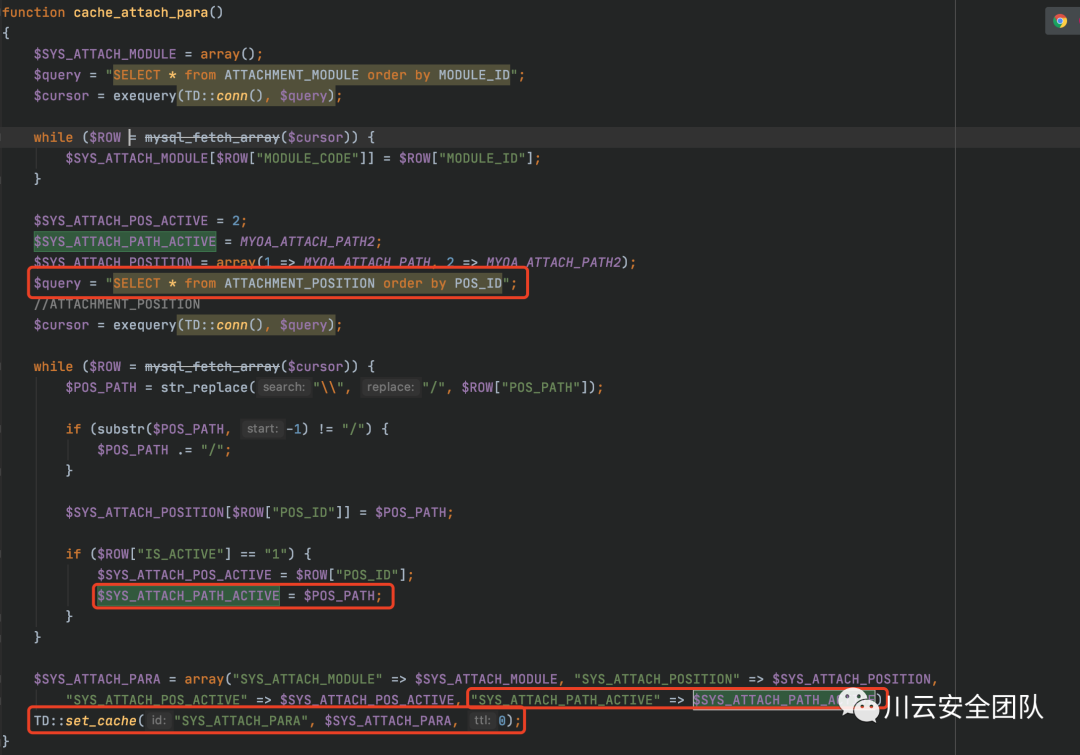 function cache_attach_para()
{
$SYS_ATTACH_MODULE = array();
$query = "SELECT * from ATTACHMENT_MODULE order by MODULE_ID";
$cursor = exequery(TD::conn(), $query);
while ($ROW = mysql_fetch_array($cursor)) {
$SYS_ATTACH_MODULE[$ROW["MODULE_CODE"]] = $ROW["MODULE_ID"];
}
$SYS_ATTACH_POS_ACTIVE = 2;
$SYS_ATTACH_PATH_ACTIVE = MYOA_ATTACH_PATH2;
$SYS_ATTACH_POSITION = array(1 => MYOA_ATTACH_PATH, 2 => MYOA_ATTACH_PATH2);
$query = "SELECT * from ATTACHMENT_POSITION order by POS_ID";
//ATTACHMENT_POSITION
$cursor = exequery(TD::conn(), $query);
while ($ROW = mysql_fetch_array($cursor)) {
$POS_PATH = str_replace( search: "\\", replace: "/", $ROW["POS_PATH"]);
if (substr($POS_PATH, start: -1) != "/") {
$POS_PATH .= "/";
}
$SYS_ATTACH_POSITION[$ROW["POS_ID"]] = $POS_PATH;
if ($ROW["IS_ACTIVE"] == "1") {
$SYS_ATTACH_POS_ACTIVE = $ROW["POS_ID"];
$SYS_ATTACH_PATH_ACTIVE = $POS_PATH;
}
}
$SYS_ATTACH_PARA = array("SYS_ATTACH_MODULE" => $SYS_ATTACH_MODULE, "SYS_ATTACH_POSITION" => $SYS_ATTACH_POSITION,
"SYS_ATTACH_POS_ACTIVE" => $SYS_ATTACH_POS_ACTIVE, "SYS_ATTACH_PATH_ACTIVE" =>
TD::set_cache( id: "SYS_ATTACH_PARA", $SYS_ATTACH_PARA, ttl: 0);
}
川云安全团队